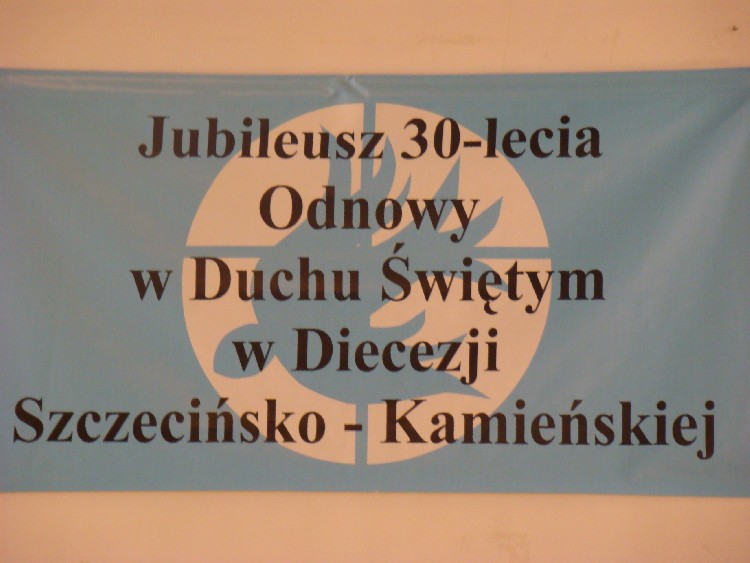 Jubileusz 30-lecia
Odnowy
w Duchu Świętym
w Diecezji
Szczecińsko - Kamieńskiej